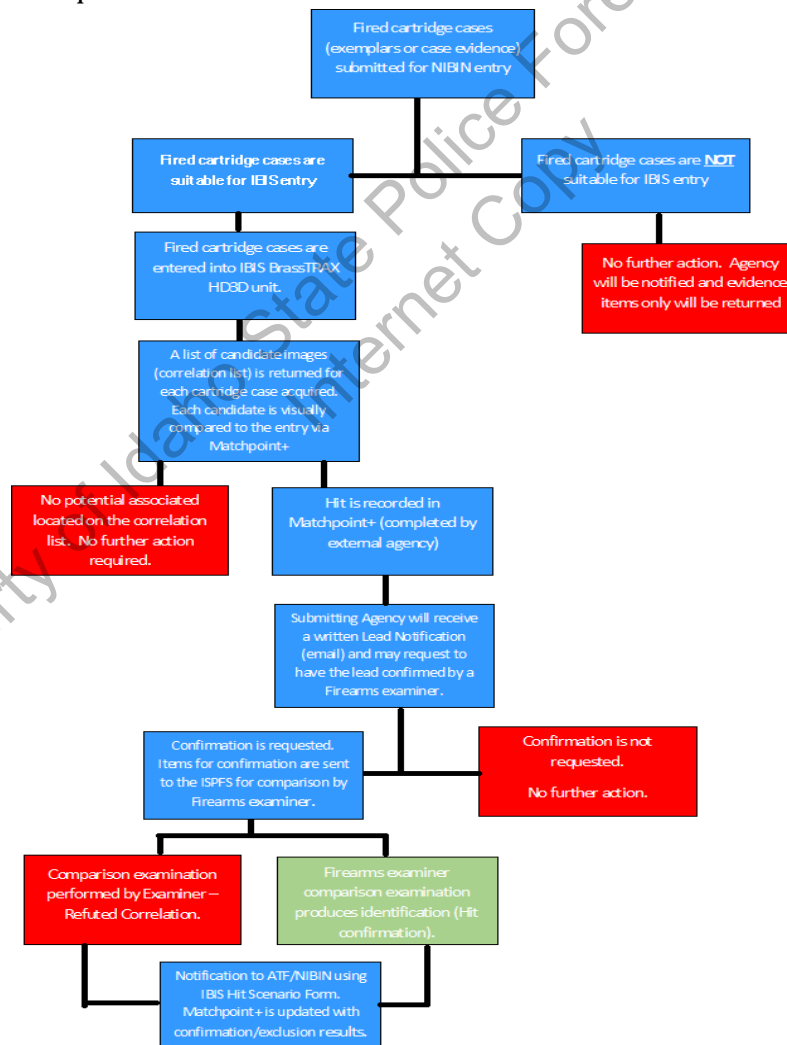 Fired cartridge cases
(exemplars or case evidence)
submitted for NIBIN entry
Fired cartridge cases are
suitable for IBIS entry
Fired cartridge cases are NOT
suitable for IBIS entry
Fired cartridge cases are
entered into IBIS BrassTRAX
HD3D unit.
No further action. Agency
will be notified and evidence
items only will be returned
A list of candidate images
(correlation list) is returned for
each cartridge case acquired.
Each candidate is visually
compared to the entry via
Matchpoint+
No potential associated
located on the correlation
list. No further action
required.
Hit is recorded in
Matchpoint+ (completed by
external agency)
Submitting Agency will receive
a written Lead Notification
(email) and may request to
have the lead confirmed by a
Firearms examiner.
Confirmation is requested.
Items for confirmation are sent
to the ISPFS for comparison by
Firearms examiner.
Confirmation is not
requested.
No further action.
Comparison examination
performed by Examiner –
Refuted Correlation.
Firearms examiner
comparison examination
produces identification (Hit
confirmation).
Notification to ATF/NIBIN using
IBIS Hit Scenario Form.
Matchpoint+ is updated with
confirmation/exclusion results.
of Idaho State Police
Internet Copy